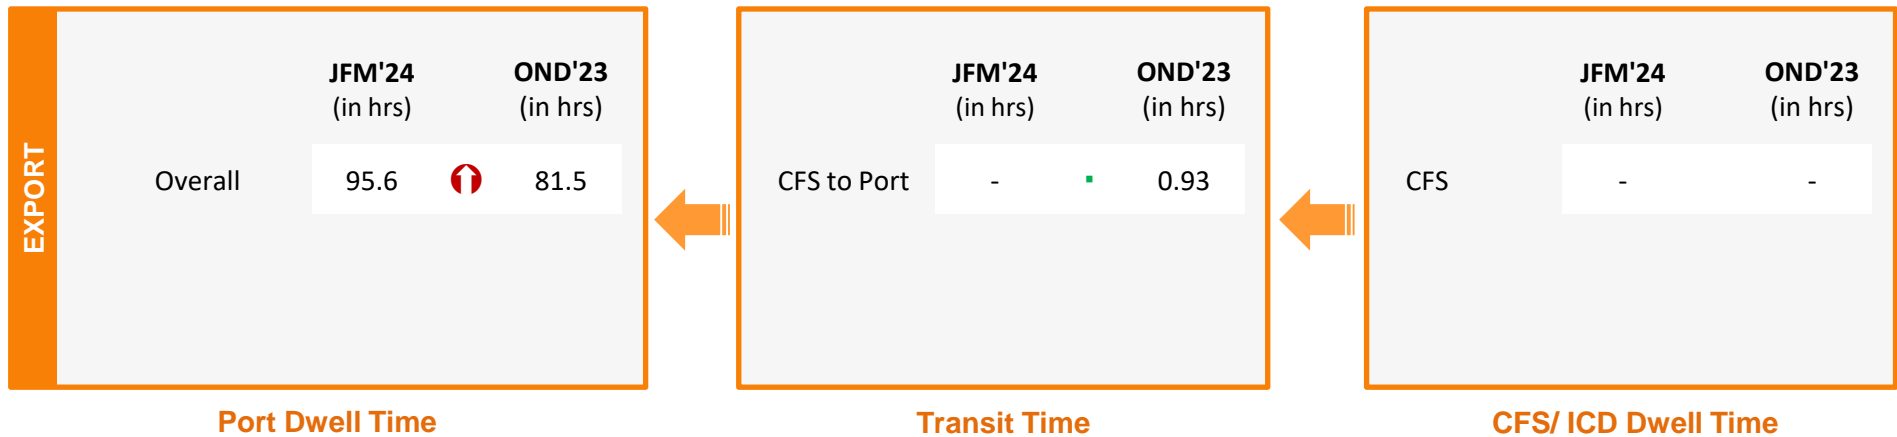 EXPORT
JFM'24 OND'23
(in hrs) (in hrs)
Overall 95.6 81.5
Port Dwell Time
JFM'24 OND'23
(in hrs) (in hrs)
CFS to Port - 0.93
Transit Time
JFM'24 OND'23
(in hrs) (in hrs)
CFS - -
CFS/ ICD Dwell Time